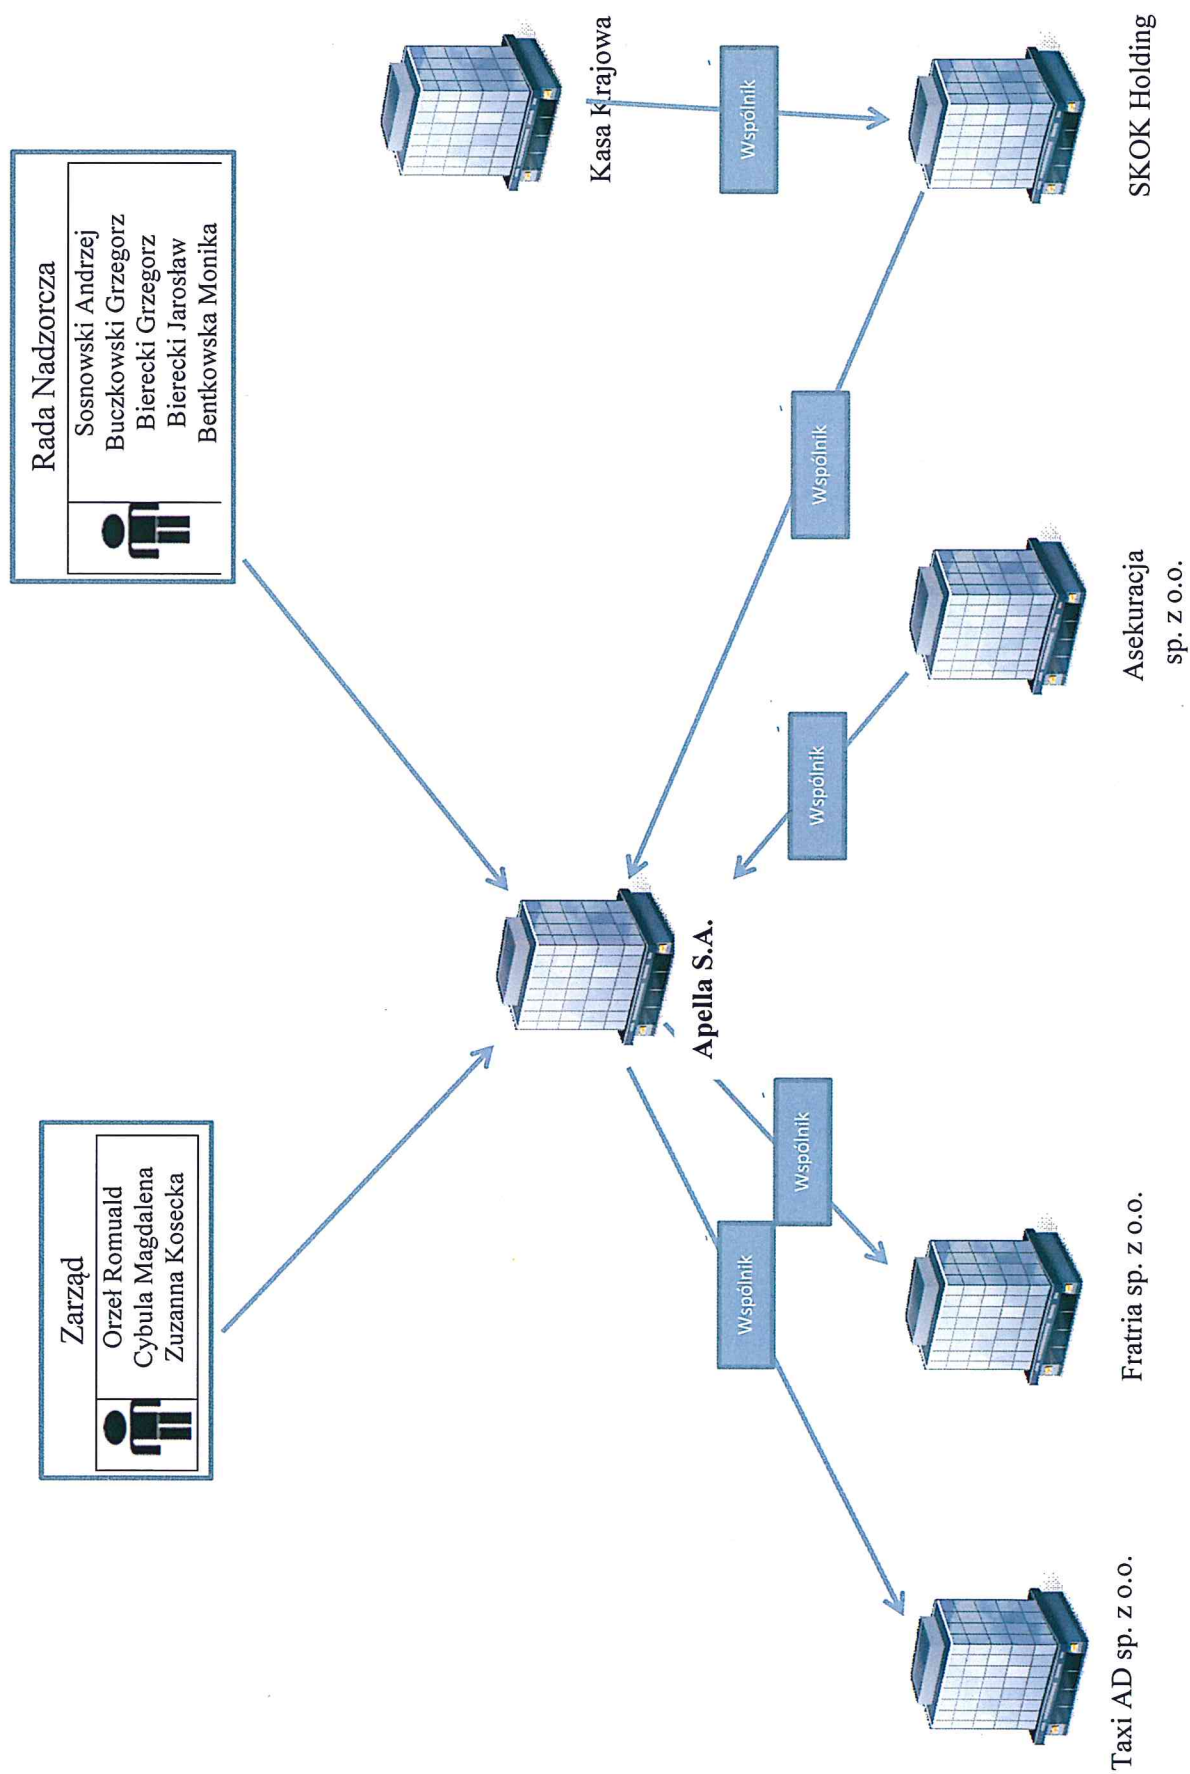 Zarząd
Orzeł Romuald
Cybula Magdalena
Zuzanna Kosecka
Rada Nadzorcza
Sosnowski Andrzej
Buczkowski Grzegorz
Bierecki Grzegorz
Bierecki Jarosław
Bentkowska Monika
Kasa Krajowa
Apella S.A.
Wspólnik
Wspólnik
Wspólnik
Wspólnik
Wspólnik
Taxi AD sp. z o.o.
Fratria sp. z o.o.
Asekuracja
sp. z o.o.
SKOK Holding